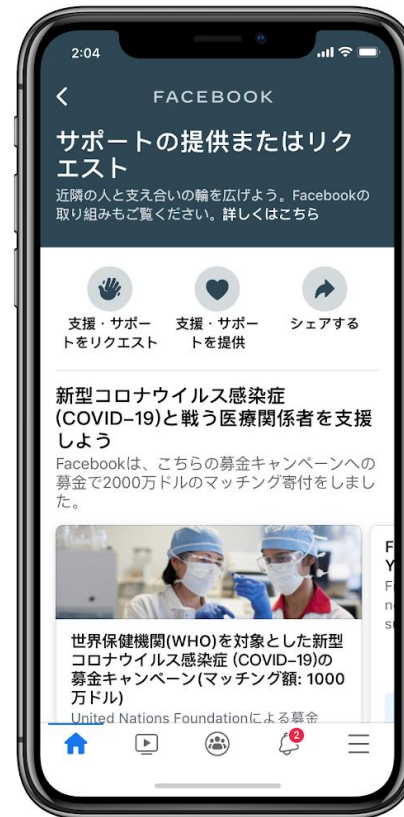 2:04
FACEBOOK
サポートの提供またはリク
エスト
近隣の人と支え合いの輪を広げよう。Facebookの
取り組みもご覧ください。詳しくはこちら
支援・サポー
トをリクエスト
支援・サポー
トを提供
シェアする
新型コロナウイルス感染症
(COVID–19)と戦う医療関係者を支援
しよう
Facebookは、こちらの募金キャンペーンへの
募金で2000万ドルのマッチング寄付をしまし
た。
世界保健機関(WHO)を対象とした新型
コロナウイルス感染症 (COVID–19)の
募金キャンペーン(マッチング額: 1000
万ドル)
United Nations Foundationによる募金
2